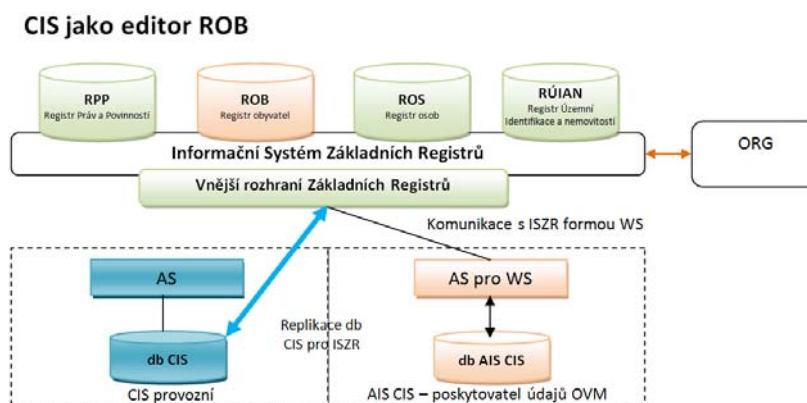 CIS jako editor ROB
RPP
Registr Práv a Povinností
ROB
Registr obyvatel
ROS
Registr osob
RÚIAN
Registr Územní
Identifikace a nemovitostí
Informační Systém Základních Registrů
ORG
Vnější rozhraní Základních Registrů
Komunikace s ISZR formou WS
AS
AS pro WS
Replikace db
CIS pro ISZR
db CIS
db AIS CIS
CIS provozní
AIS CIS – poskytovatel údajů OVM